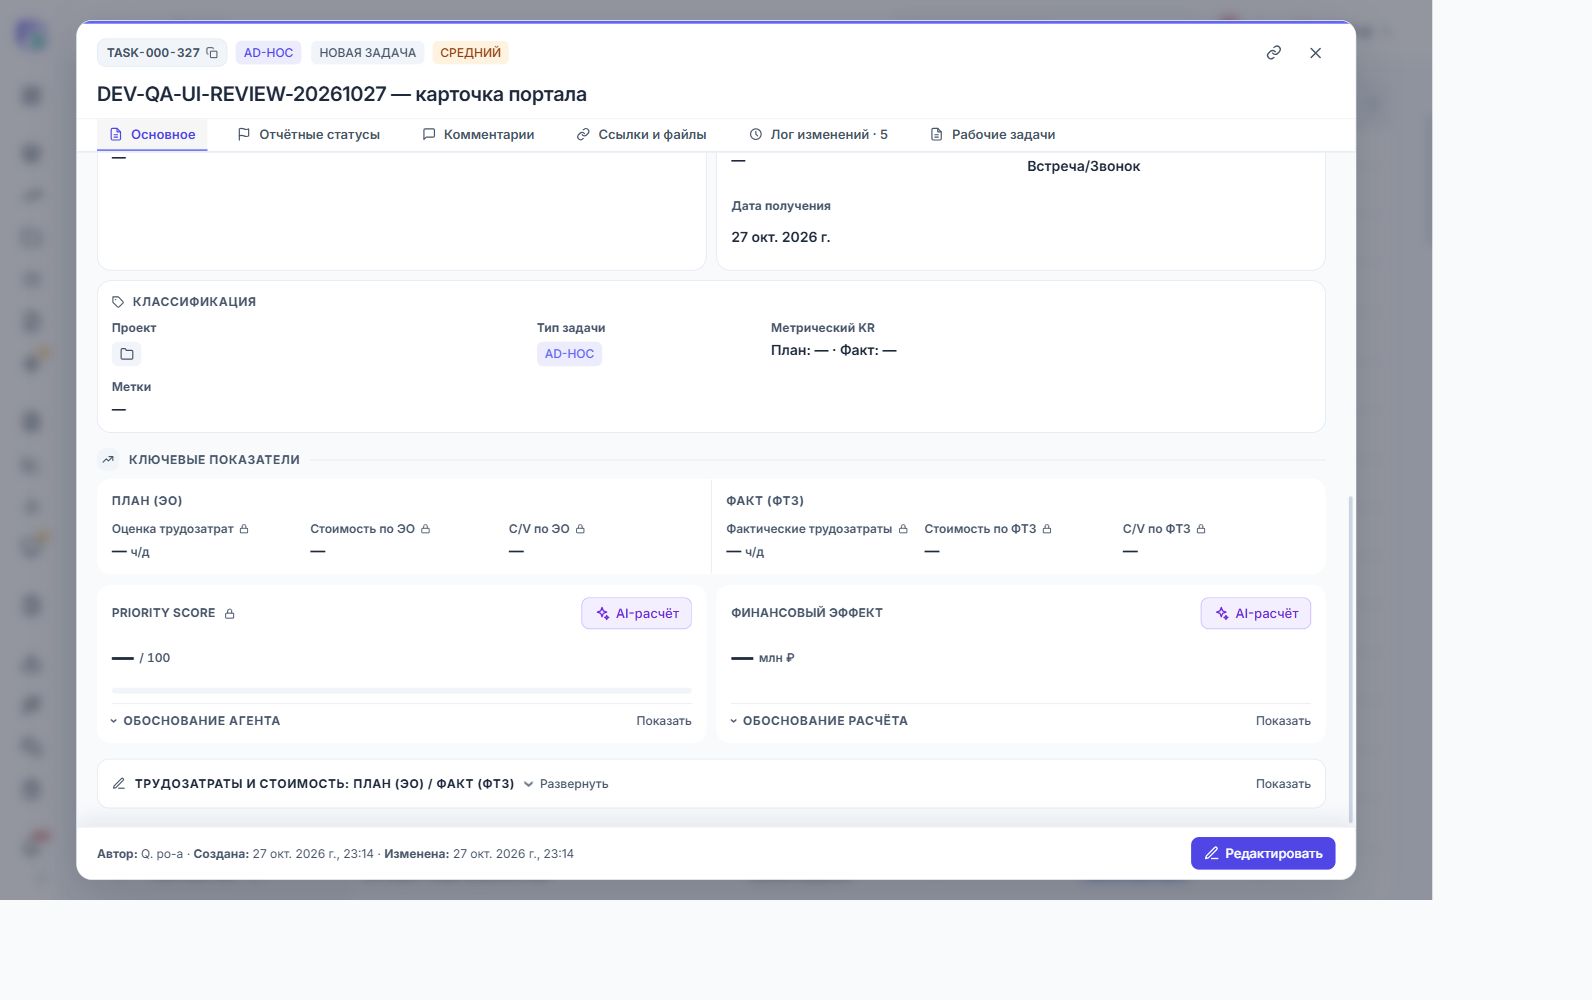 TASK-000-327 AD-HOC НОВАЯ ЗАДАЧА СРЕДНИЙ
DEV-QA-UI-REVIEW-20261027 — карточка портала
Основное Отчётные статусы Комментарии Ссылки и файлы Лог изменений · 5 Рабочие задачи
— —
Встреча/Звонок
Дата получения
27 окт. 2026 г.
КЛАССИФИКАЦИЯ
Проект Тип задачи Метрический KR
AD-HOC План: — · Факт: —
Метки
—
КЛЮЧЕВЫЕ ПОКАЗАТЕЛИ
ПЛАН (ЭО) ФАКТ (ФТЗ)
Оценка трудозатрат Стоимость по ЭО C/V по ЭО Фактические трудозатраты Стоимость по ФТЗ C/V по ФТЗ
— ч/д — — — ч/д — —
PRIORITY SCORE AI-расчёт ФИНАНСОВЫЙ ЭФФЕКТ AI-расчёт
— / 100 — млн ₽
ОБОСНОВАНИЕ АГЕНТА Показать ОБОСНОВАНИЕ РАСЧЁТА Показать
ТРУДОЗАТРАТЫ И СТОИМОСТЬ: ПЛАН (ЭО) / ФАКТ (ФТЗ) Развернуть Показать
Автор: Q. po-a · Создана: 27 окт. 2026 г., 23:14 · Изменена: 27 окт. 2026 г., 23:14 Редактировать